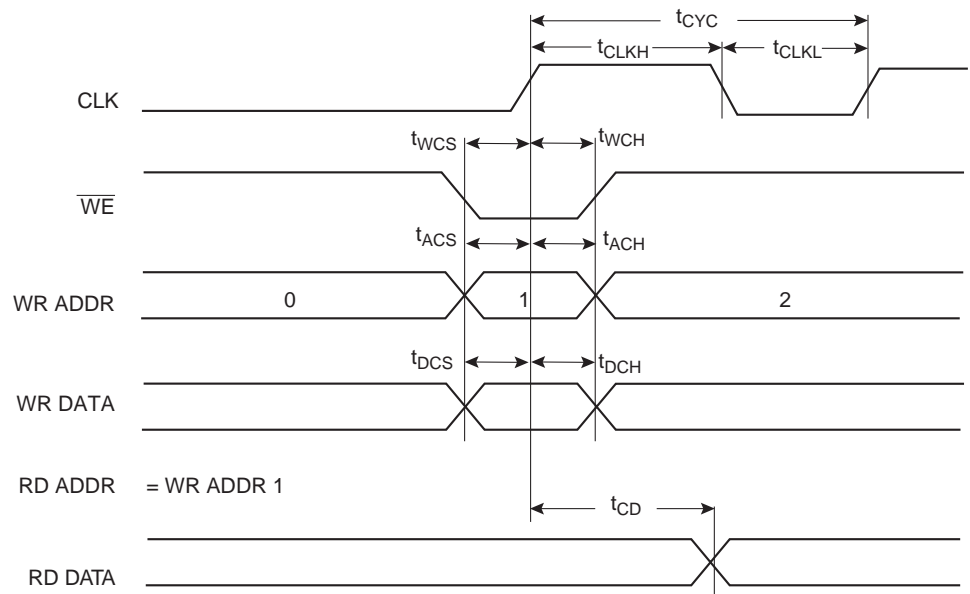 tCYC
tCLKH tCLKL
CLK
tWCS tWCH
WE
tACS tACH
WR ADDR 0 1 2
tDCS tDCH
WR DATA
RD ADDR = WR ADDR 1
tCD
RD DATA